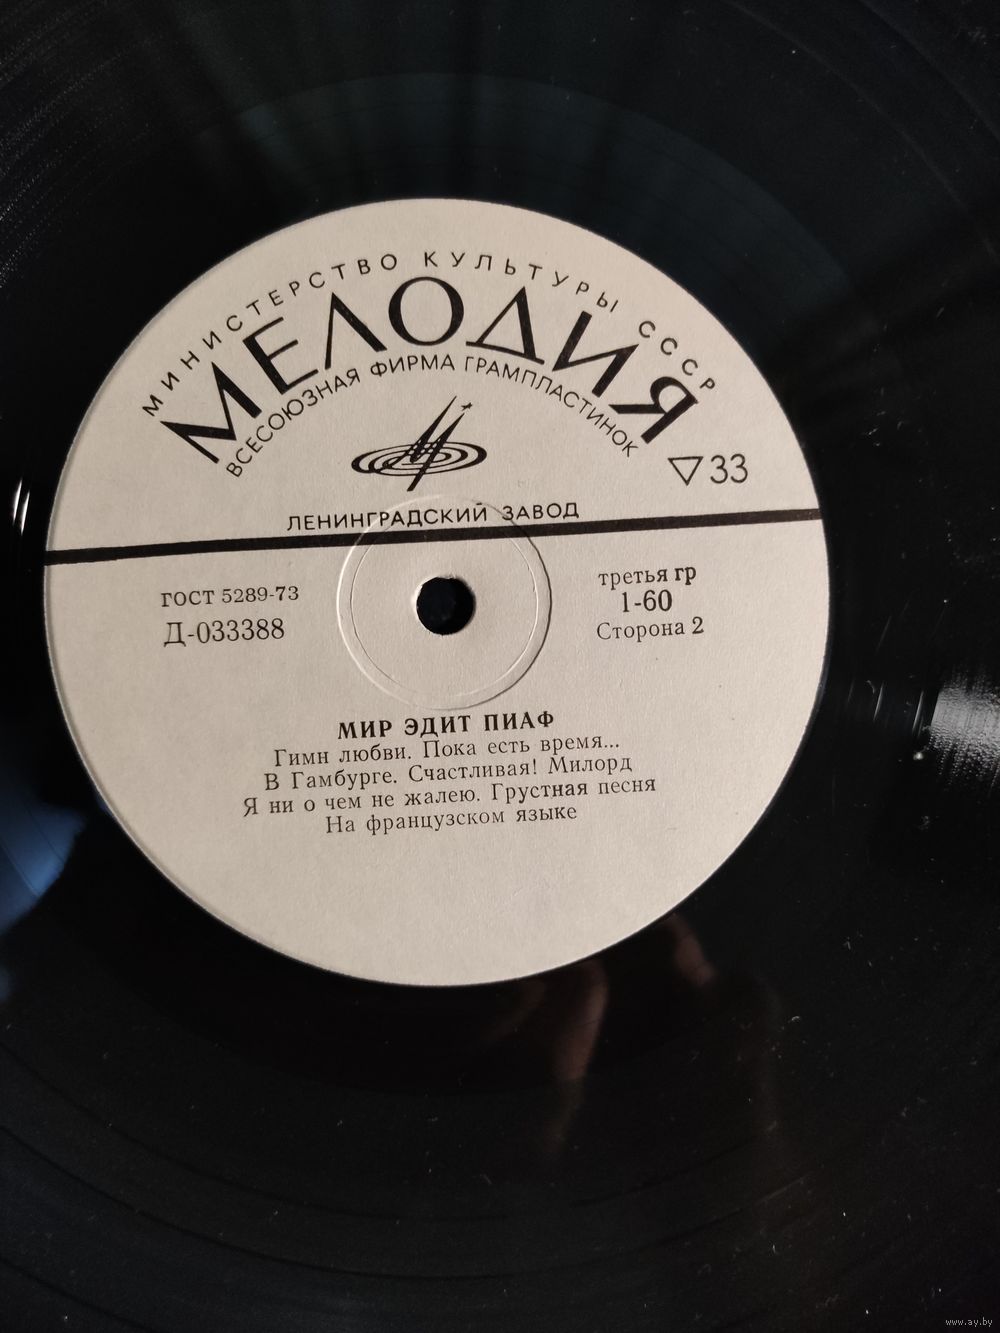 МИНИСТЕРСТВО КУЛЬТУРЫ СССР
МЕЛОДИЯ
ВСЕСОЮЗНАЯ ФИРМА ГРАМПЛАСТИНОК
33
ЛЕНИНГРАДСКИЙ ЗАВОД
ГОСТ 5289-73
Д-033388
третья гр
1-60
Сторона 2
МИР ЭДИТ ПИАФ
Гимн любви. Пока есть время...
В Гамбурге. Счастливая! Милорд
Я ни о чем не жалею. Грустная песня
На французском языке
www.ay.by